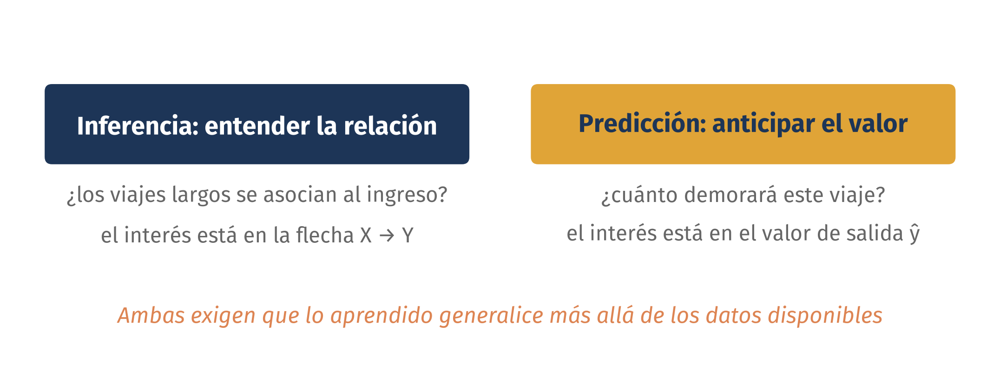 Inferencia: entender la relación
¿los viajes largos se asocian al ingreso?
el interés está en la flecha X → Y
Predicción: anticipar el valor
¿cuánto demorará este viaje?
el interés está en el valor de salida ŷ
Ambas exigen que lo aprendido generalice más allá de los datos disponibles